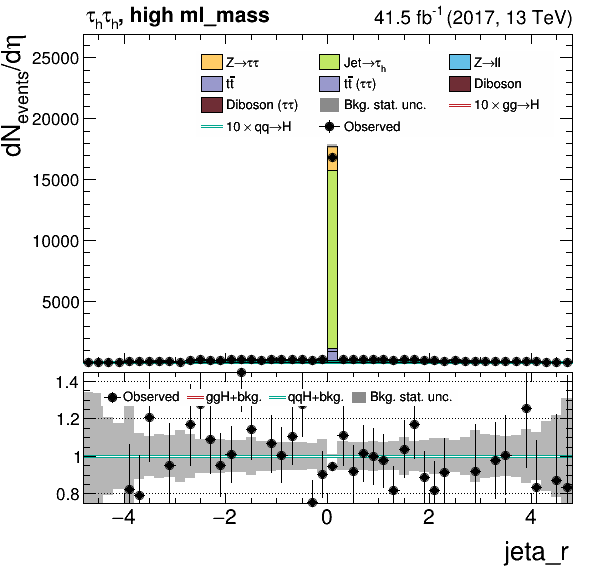 τhτh, high ml_mass 41.5 fb⁻¹ (2017, 13 TeV)
dNevents/dη
25000
20000
15000
10000
5000
Z→ττ Jet→τh Z→ll
tt̄ tt̄ (ττ) Diboson
Diboson (ττ) Bkg. stat. unc. 10 × gg→H
10 × qq→H Observed
1.4
1.2
1
0.8
Observed ggH+bkg. qqH+bkg. Bkg. stat. unc.
−4 −2 0 2 4
jeta_r